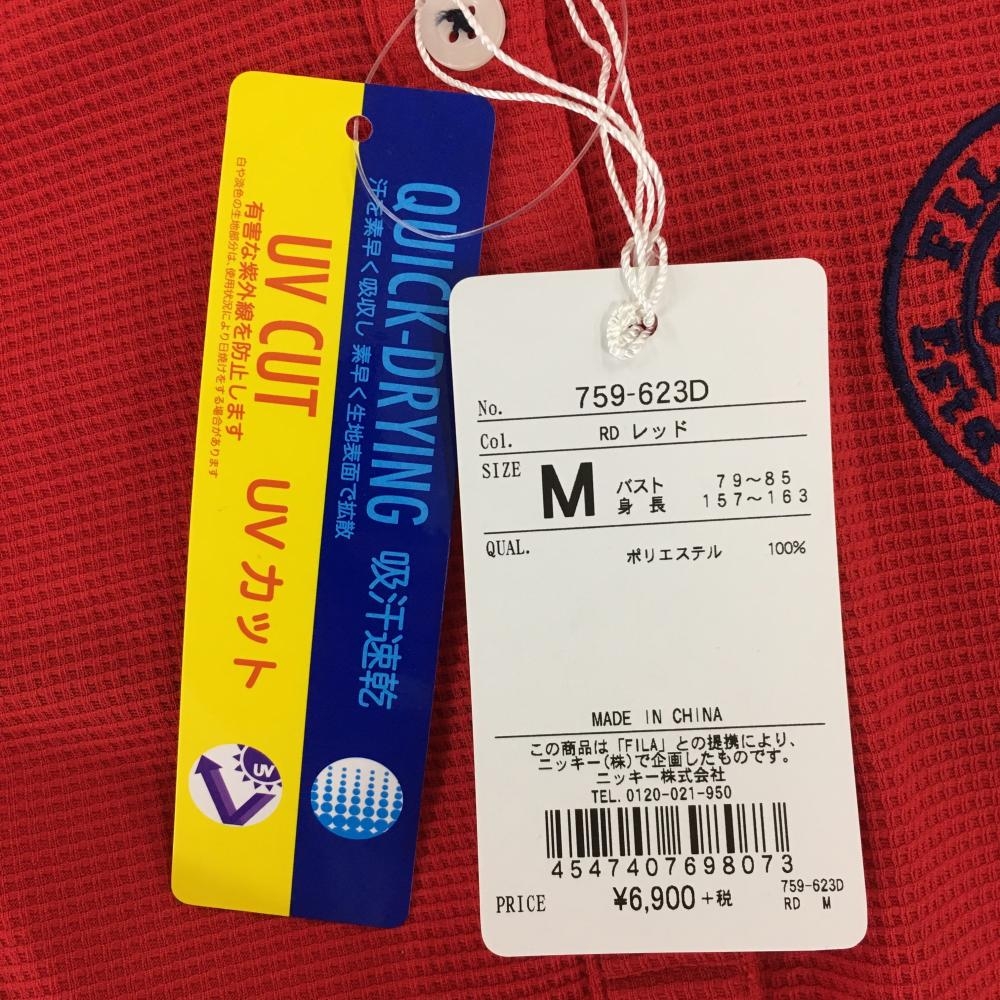 QUICK-DRYING 吸汗速乾
汗を素早く吸収し 素早く生地表面で拡散
UV CUT UVカット
有害な紫外線を防止します
白や淡色の生地部分は、使用状況により日焼けをする場合があります
UV
No. 759-623D
Col. RD レッド
SIZE M バスト 79～85
身長 157～163
QUAL. ポリエステル 100%
MADE IN CHINA
この商品は「FILA」との提携により、
ニッキー(株)で企画したものです。
ニッキー株式会社
TEL. 0120-021-950
4547407698073
PRICE ¥6,900+税
759-623D
RD M